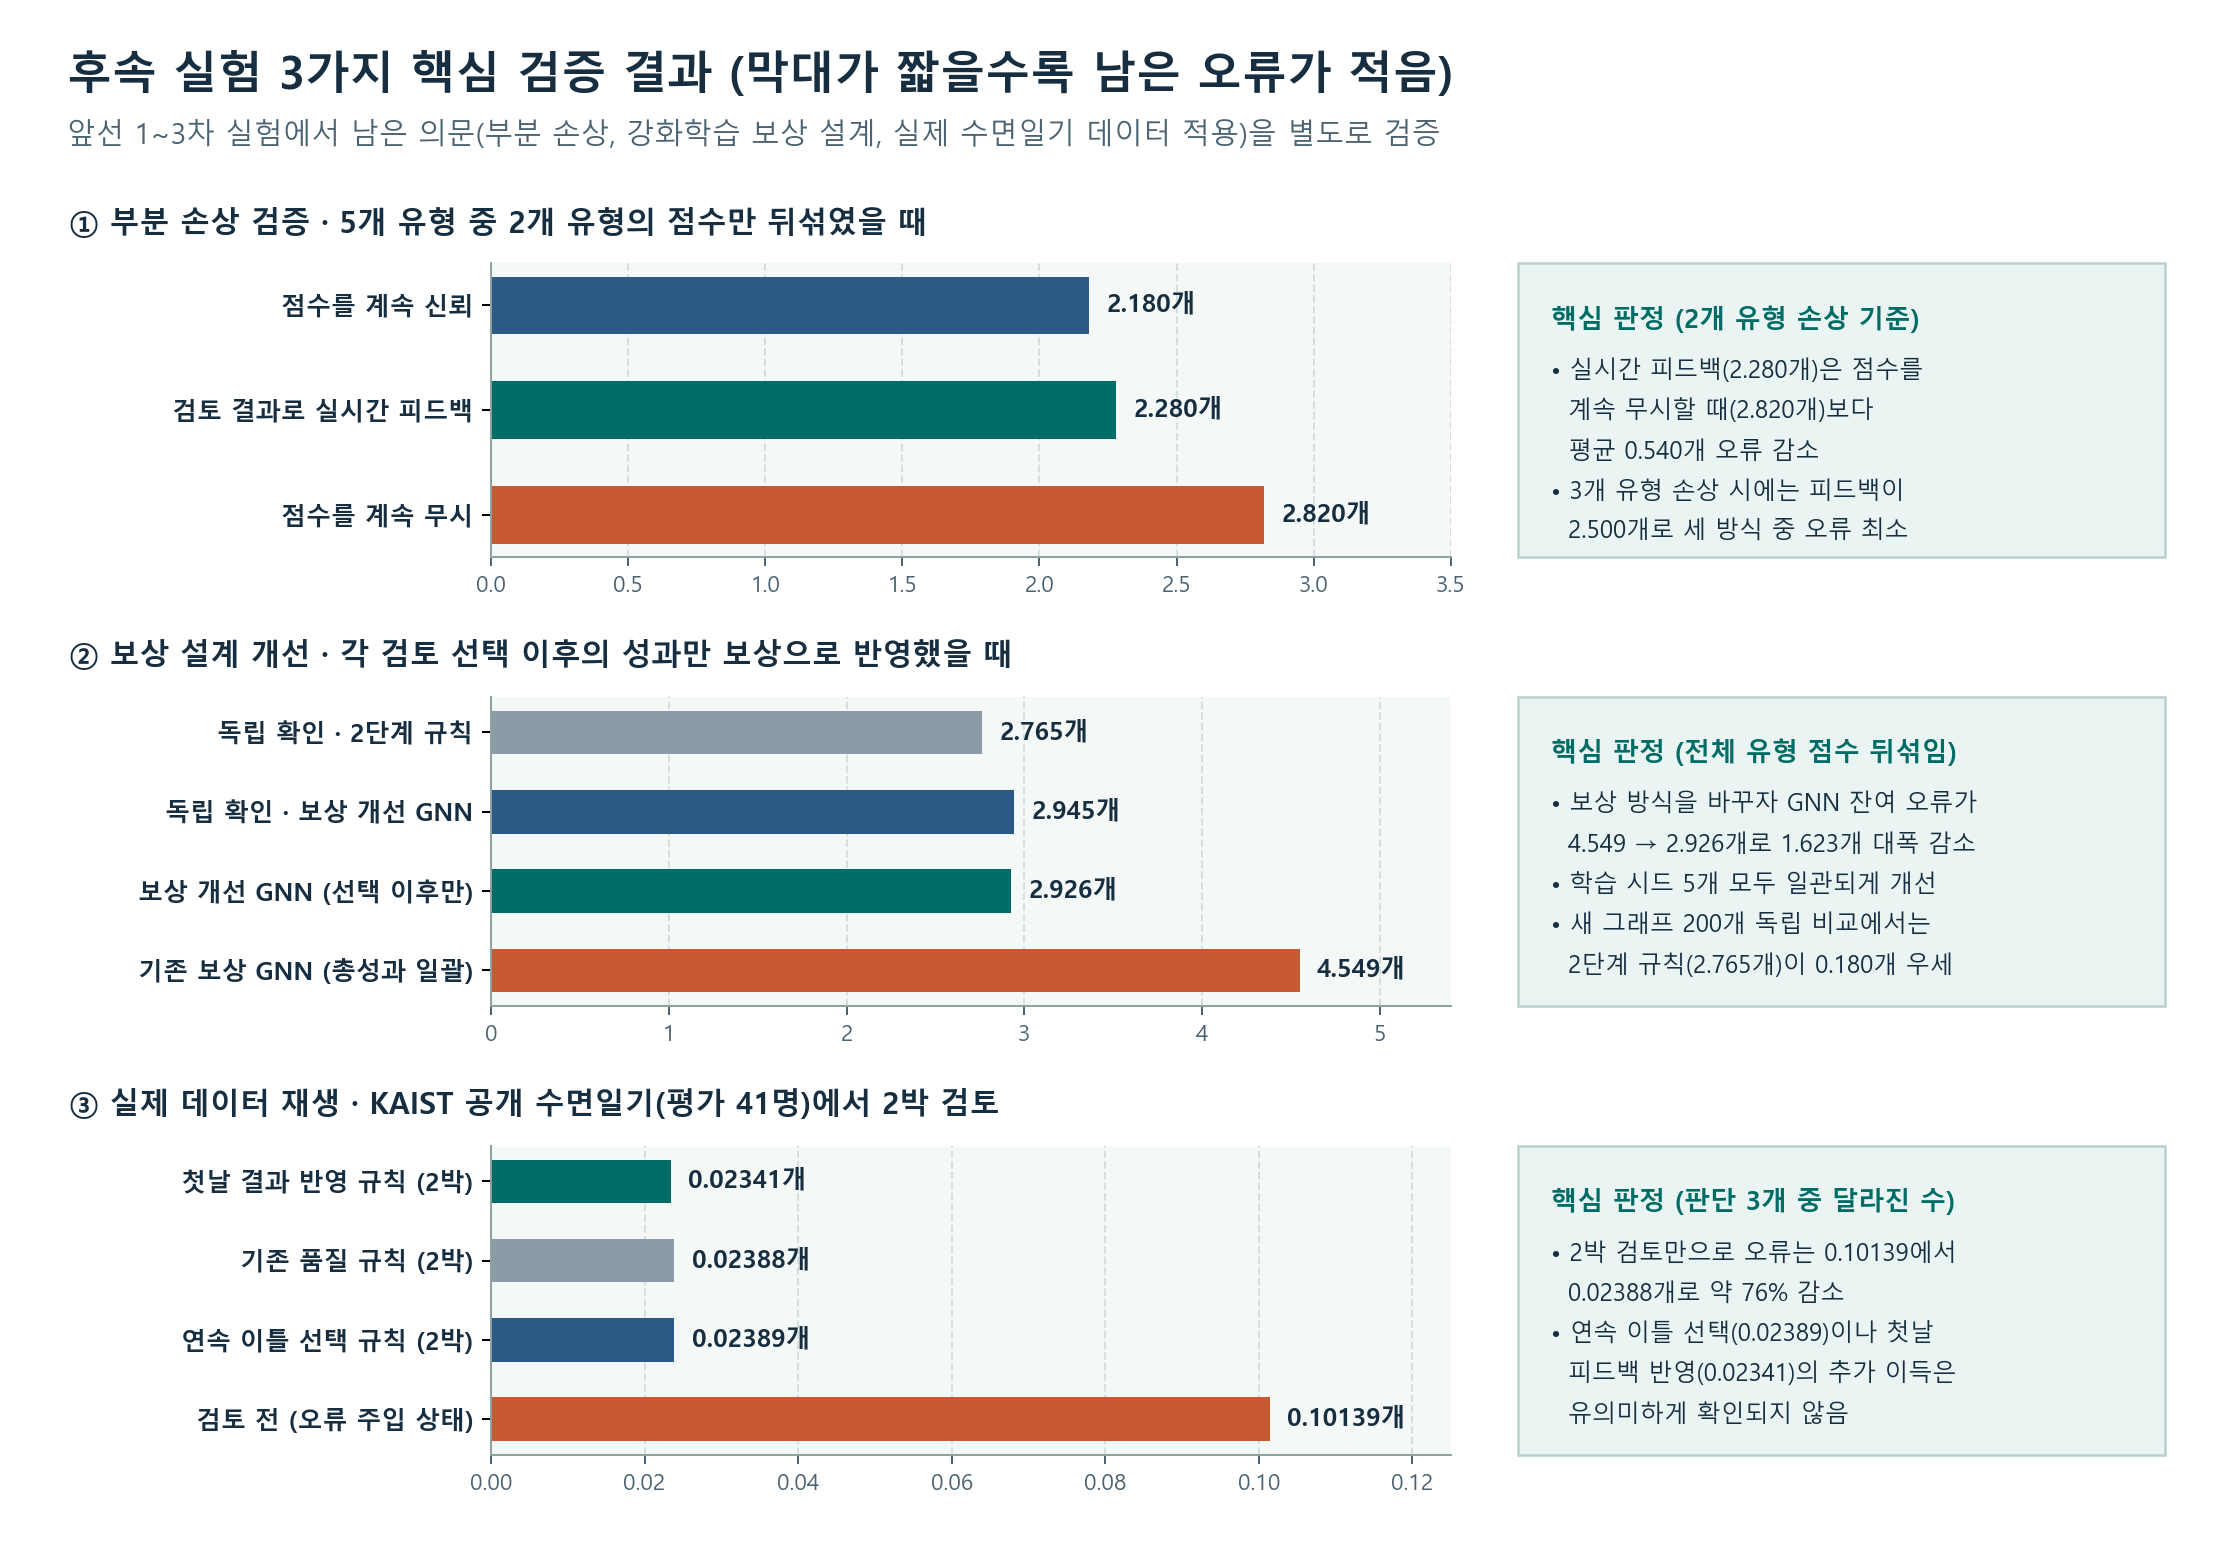 후속 실험 3가지 핵심 검증 결과 (막대가 짧을수록 남은 오류가 적음)
앞선 1~3차 실험에서 남은 의문(부분 손상, 강화학습 보상 설계, 실제 수면일기 데이터 적용)을 별도로 검증
① 부분 손상 검증 · 5개 유형 중 2개 유형의 점수만 뒤섞였을 때
점수를 계속 신뢰
2.180개
검토 결과로 실시간 피드백
2.280개
점수를 계속 무시
2.820개
0.0 0.5 1.0 1.5 2.0 2.5 3.0 3.5
핵심 판정 (2개 유형 손상 기준)
• 실시간 피드백(2.280개)은 점수를
계속 무시할 때(2.820개)보다
평균 0.540개 오류 감소
• 3개 유형 손상 시에는 피드백이
2.500개로 세 방식 중 오류 최소
② 보상 설계 개선 · 각 검토 선택 이후의 성과만 보상으로 반영했을 때
독립 확인 · 2단계 규칙
2.765개
독립 확인 · 보상 개선 GNN
2.945개
보상 개선 GNN (선택 이후만)
2.926개
기존 보상 GNN (총성과 일괄)
4.549개
0 1 2 3 4 5
핵심 판정 (전체 유형 점수 뒤섞임)
• 보상 방식을 바꾸자 GNN 잔여 오류가
4.549 → 2.926개로 1.623개 대폭 감소
• 학습 시드 5개 모두 일관되게 개선
• 새 그래프 200개 독립 비교에서는
2단계 규칙(2.765개)이 0.180개 우세
③ 실제 데이터 재생 · KAIST 공개 수면일기(평가 41명)에서 2박 검토
첫날 결과 반영 규칙 (2박)
0.02341개
기존 품질 규칙 (2박)
0.02388개
연속 이틀 선택 규칙 (2박)
0.02389개
검토 전 (오류 주입 상태)
0.10139개
0.00 0.02 0.04 0.06 0.08 0.10 0.12
핵심 판정 (판단 3개 중 달라진 수)
• 2박 검토만으로 오류는 0.10139에서
0.02388개로 약 76% 감소
• 연속 이틀 선택(0.02389)이나 첫날
피드백 반영(0.02341)의 추가 이득은
유의미하게 확인되지 않음